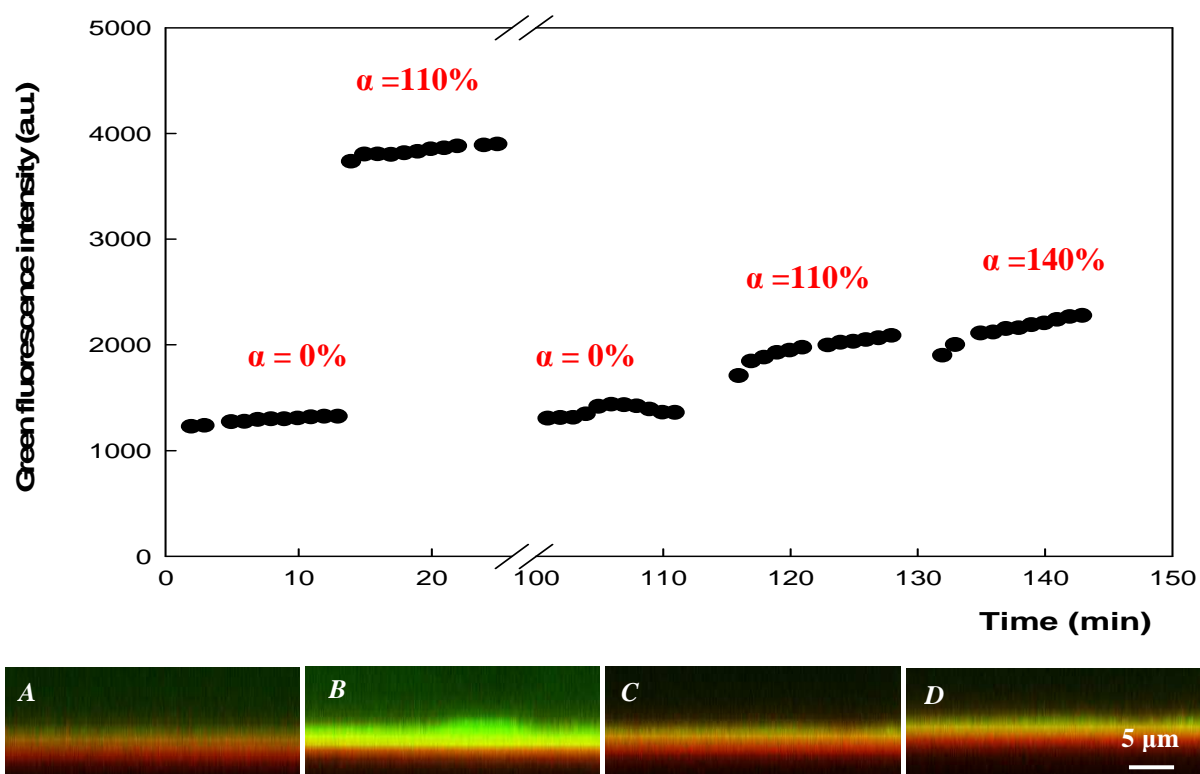 5000
4000
3000
2000
1000
0
Green fluorescence intensity (a.u.)
α =110%
α = 0%
α = 0%
α =110%
α =140%
0 10 20 100 110 120 130 140 150
Time (min)
A B C D
5 μm